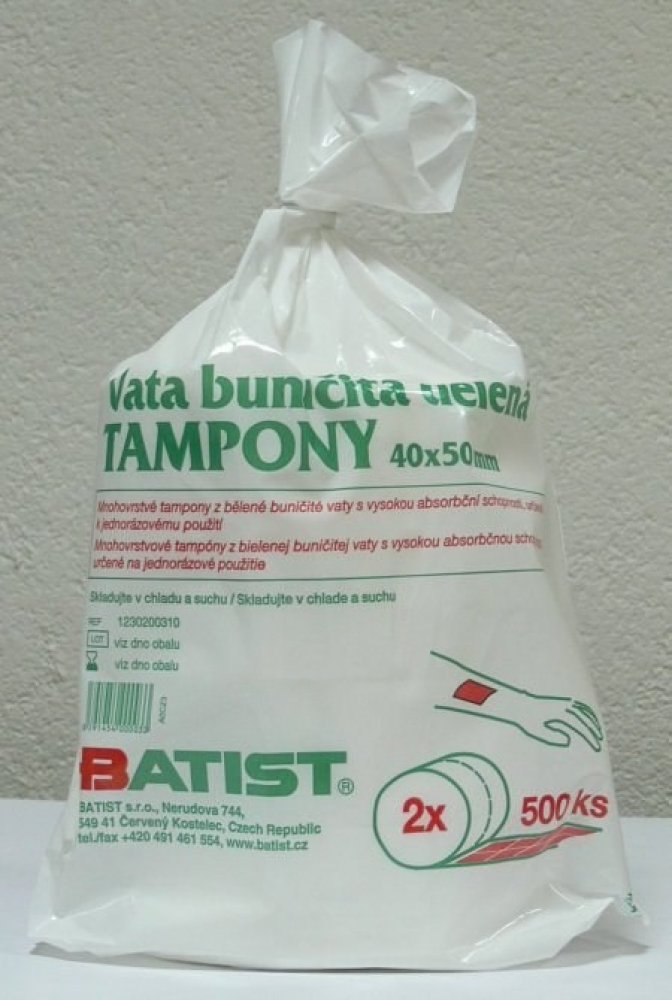 Vata buničitá dělená
TAMPONY 40x50mm
Mnohovrstvé tampony z bělené buničité vaty s vysokou absorbční
k jednorázovému použití
Mnohovrstvové tampóny z bielenej buničitej vaty s vysokou absorbčnou
určené na jednorázové použitie
Skladujte v chladu a suchu / Skladujte v chlade a suchu
REF 1230200310
LOT viz dno obalu
viz dno obalu
A6C23
BATIST®
BATIST s.r.o., Nerudova 744,
549 41 Červený Kostelec, Czech Republic
tel./fax +420 491 461 554, www.batist.cz
2x 500 ks